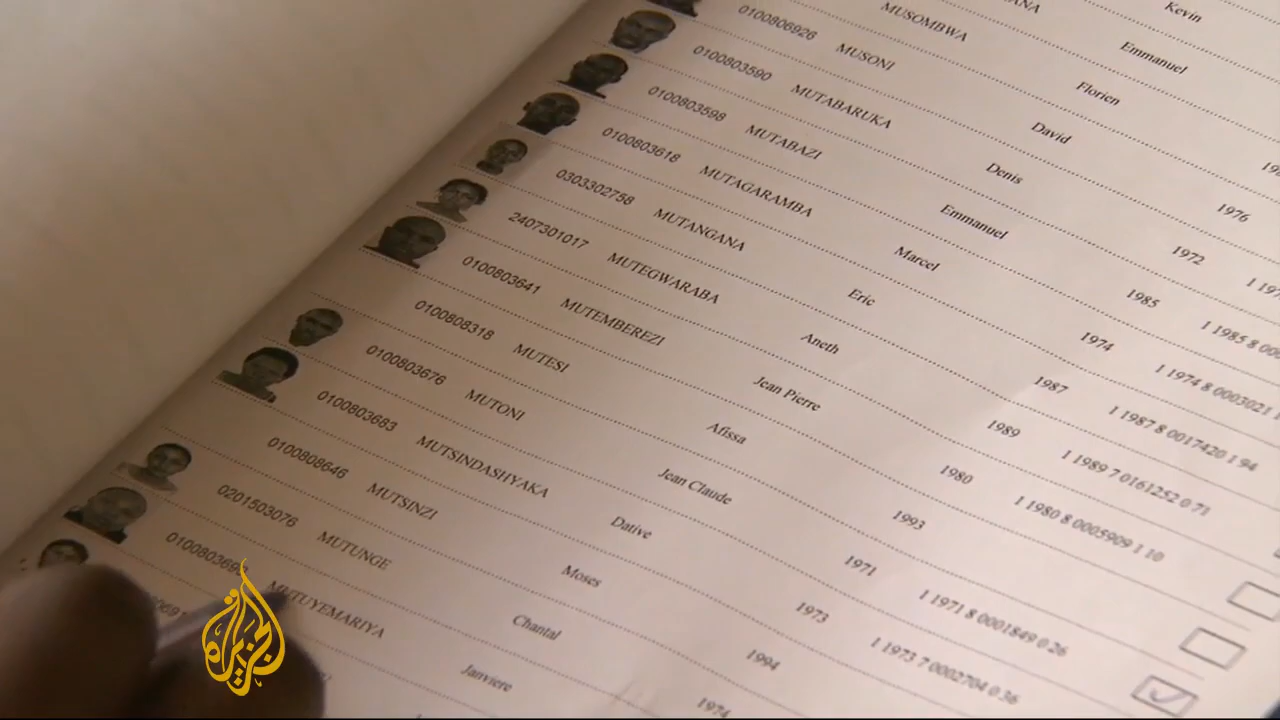 Kevin
Emmanuel
MUSOMBWA Florien
0100806926 MUSONI David 1976
0100803590 MUTABARUKA Denis 1972
0100803598 MUTABAZI Emmanuel 1985 1 1985 8
0100803618 MUTAGARAMBA Marcel 1974 1 1974 8 0003021
0303302758 MUTANGANA Eric 1987 1 1987 8 0017420 1 94
2407301017 MUTEGWARABA Aneth 1989 1 1989 7 0161252 0 71
0100803641 MUTEMBEREZI Jean Pierre 1980 1 1980 8 0005909 1 10
0100808318 MUTESI Afissa 1993
0100803676 MUTONI Jean Claude 1971 1 1971 8 0001849 0 26
0100803683 MUTSINDASHYAKA Dative 1973 1 1973 7 0002704 0 36
0100808646 MUTSINZI Moses 1994
0201503076 MUTUNGE Chantal 1974
MUTUYEMARIYA Janviere
الجزيرة